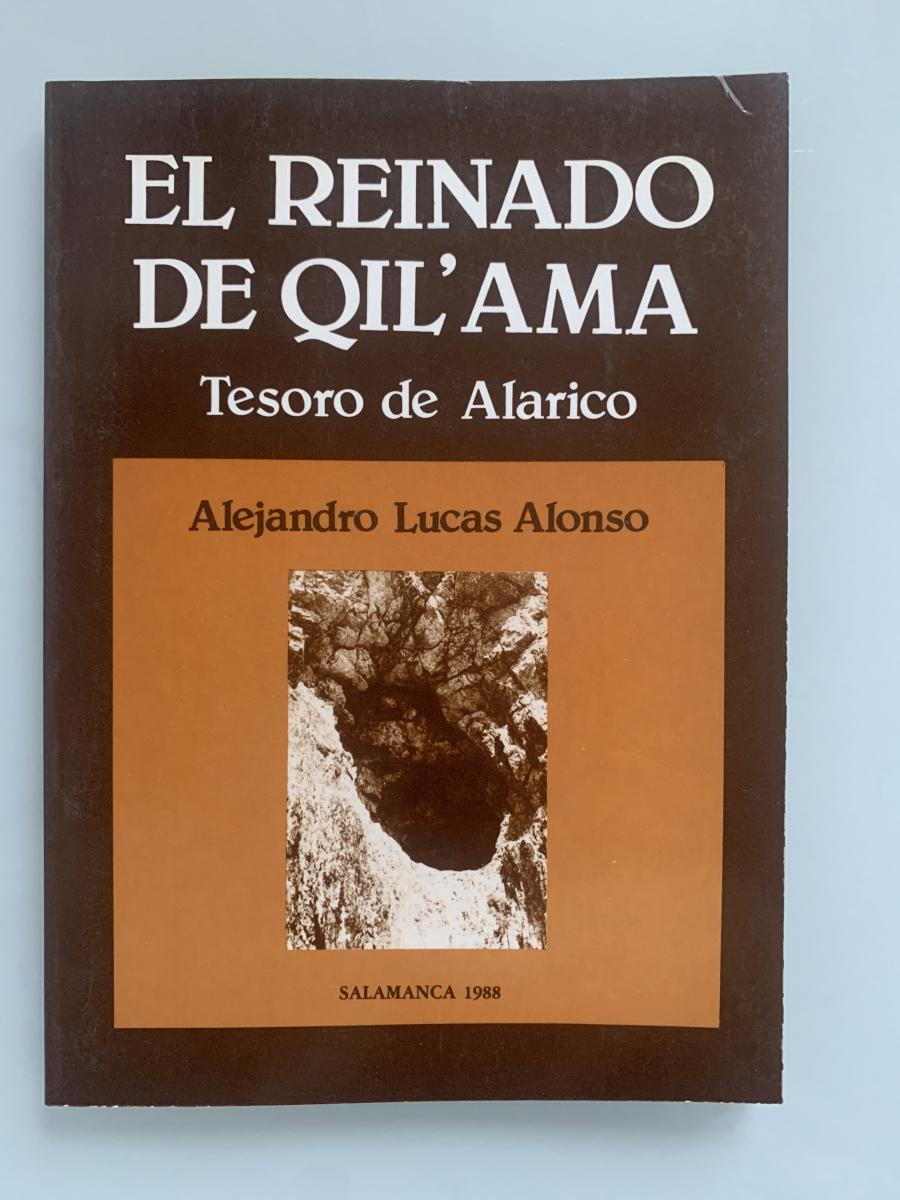 EL REINADO
DE QIL'AMA
Tesoro de Alarico
Alejandro Lucas Alonso
SALAMANCA 1988